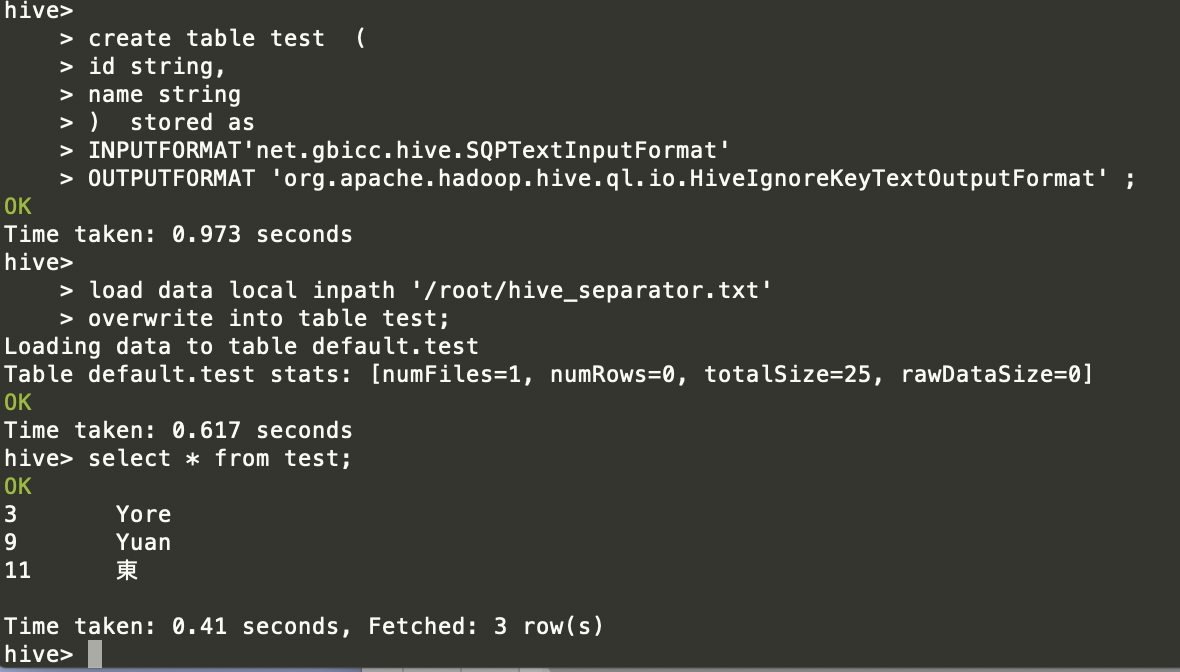 hive>
    > create table test  (
    > id string,
    > name string
    > )  stored as
    > INPUTFORMAT'net.gbicc.hive.SQPTextInputFormat'
    > OUTPUTFORMAT 'org.apache.hadoop.hive.ql.io.HiveIgnoreKeyTextOutputFormat' ;
OK
Time taken: 0.973 seconds
hive>
    > load data local inpath '/root/hive_separator.txt'
    > overwrite into table test;
Loading data to table default.test
Table default.test stats: [numFiles=1, numRows=0, totalSize=25, rawDataSize=0]
OK
Time taken: 0.617 seconds
hive> select * from test;
OK
3       Yore
9       Yuan
11      東
Time taken: 0.41 seconds, Fetched: 3 row(s)
hive>